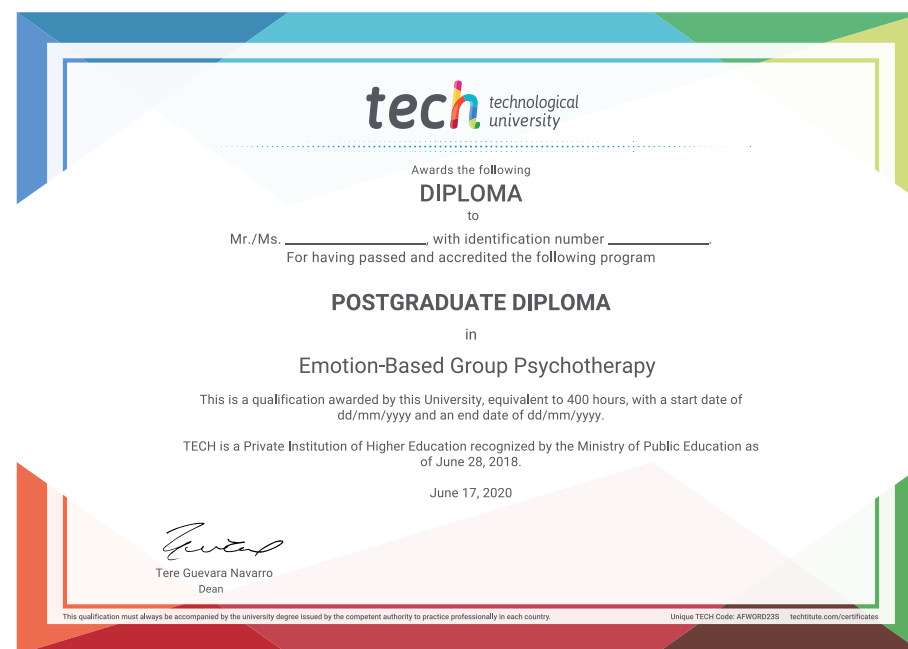 tech technological
university
Awards the following
DIPLOMA
to
Mr./Ms. ____________________, with identification number ______________.
For having passed and accredited the following program
POSTGRADUATE DIPLOMA
in
Emotion-Based Group Psychotherapy
This is a qualification awarded by this University, equivalent to 400 hours, with a start date of
dd/mm/yyyy and an end date of dd/mm/yyyy.
TECH is a Private Institution of Higher Education recognized by the Ministry of Public Education as
of June 28, 2018.
June 17, 2020
Tere Guevara Navarro
Dean
This qualification must always be accompanied by the university degree issued by the competent authority to practice professionally in each country.
Unique TECH Code: AFWORD23S techtitute.com/certificates